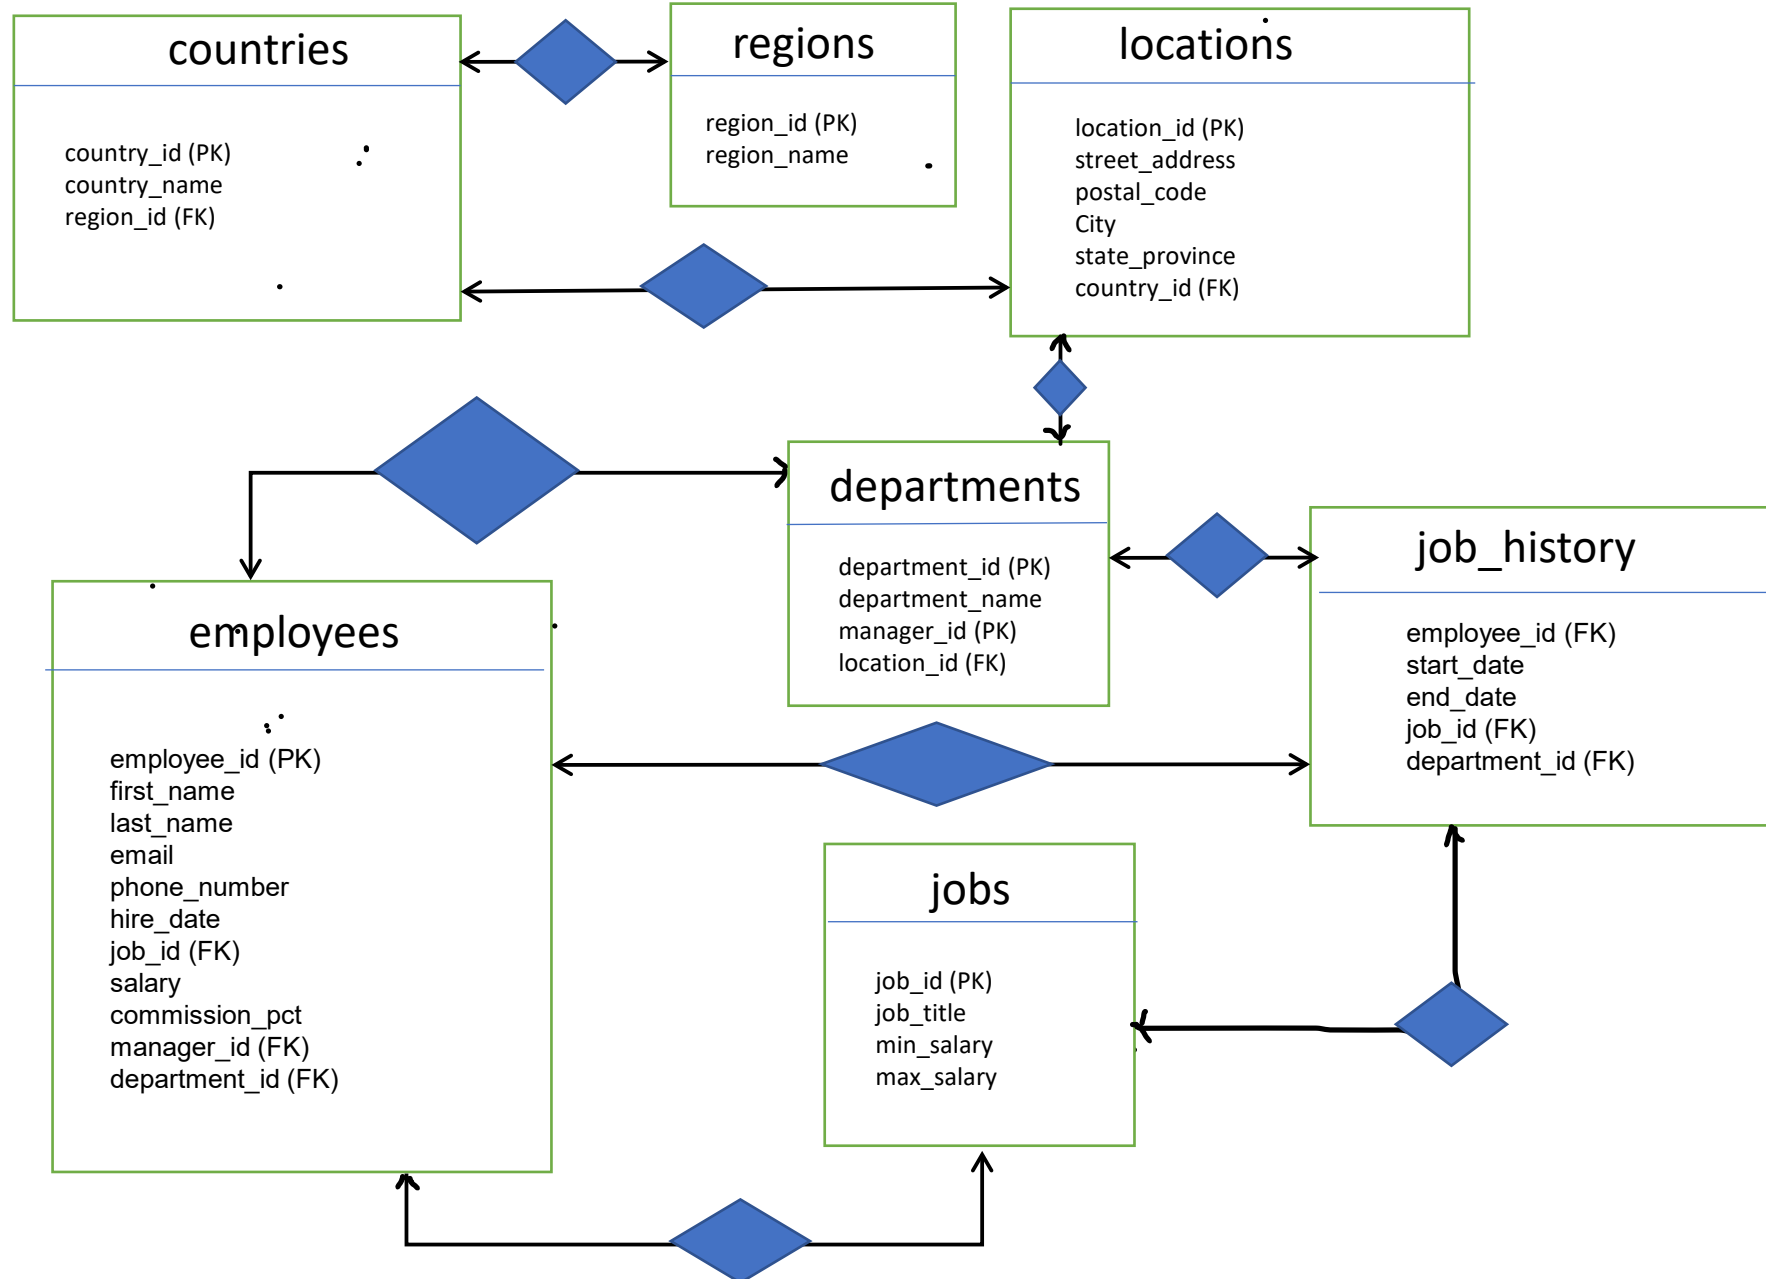 countries
country_id (PK)
country_name
region_id (FK)
regions
region_id (PK)
region_name
locations
location_id (PK)
street_address
postal_code
City
state_province
country_id (FK)
departments
department_id (PK)
department_name
manager_id (PK)
location_id (FK)
job_history
employee_id (FK)
start_date
end_date
job_id (FK)
department_id (FK)
employees
employee_id (PK)
first_name
last_name
email
phone_number
hire_date
job_id (FK)
salary
commission_pct
manager_id (FK)
department_id (FK)
jobs
job_id (PK)
job_title
min_salary
max_salary